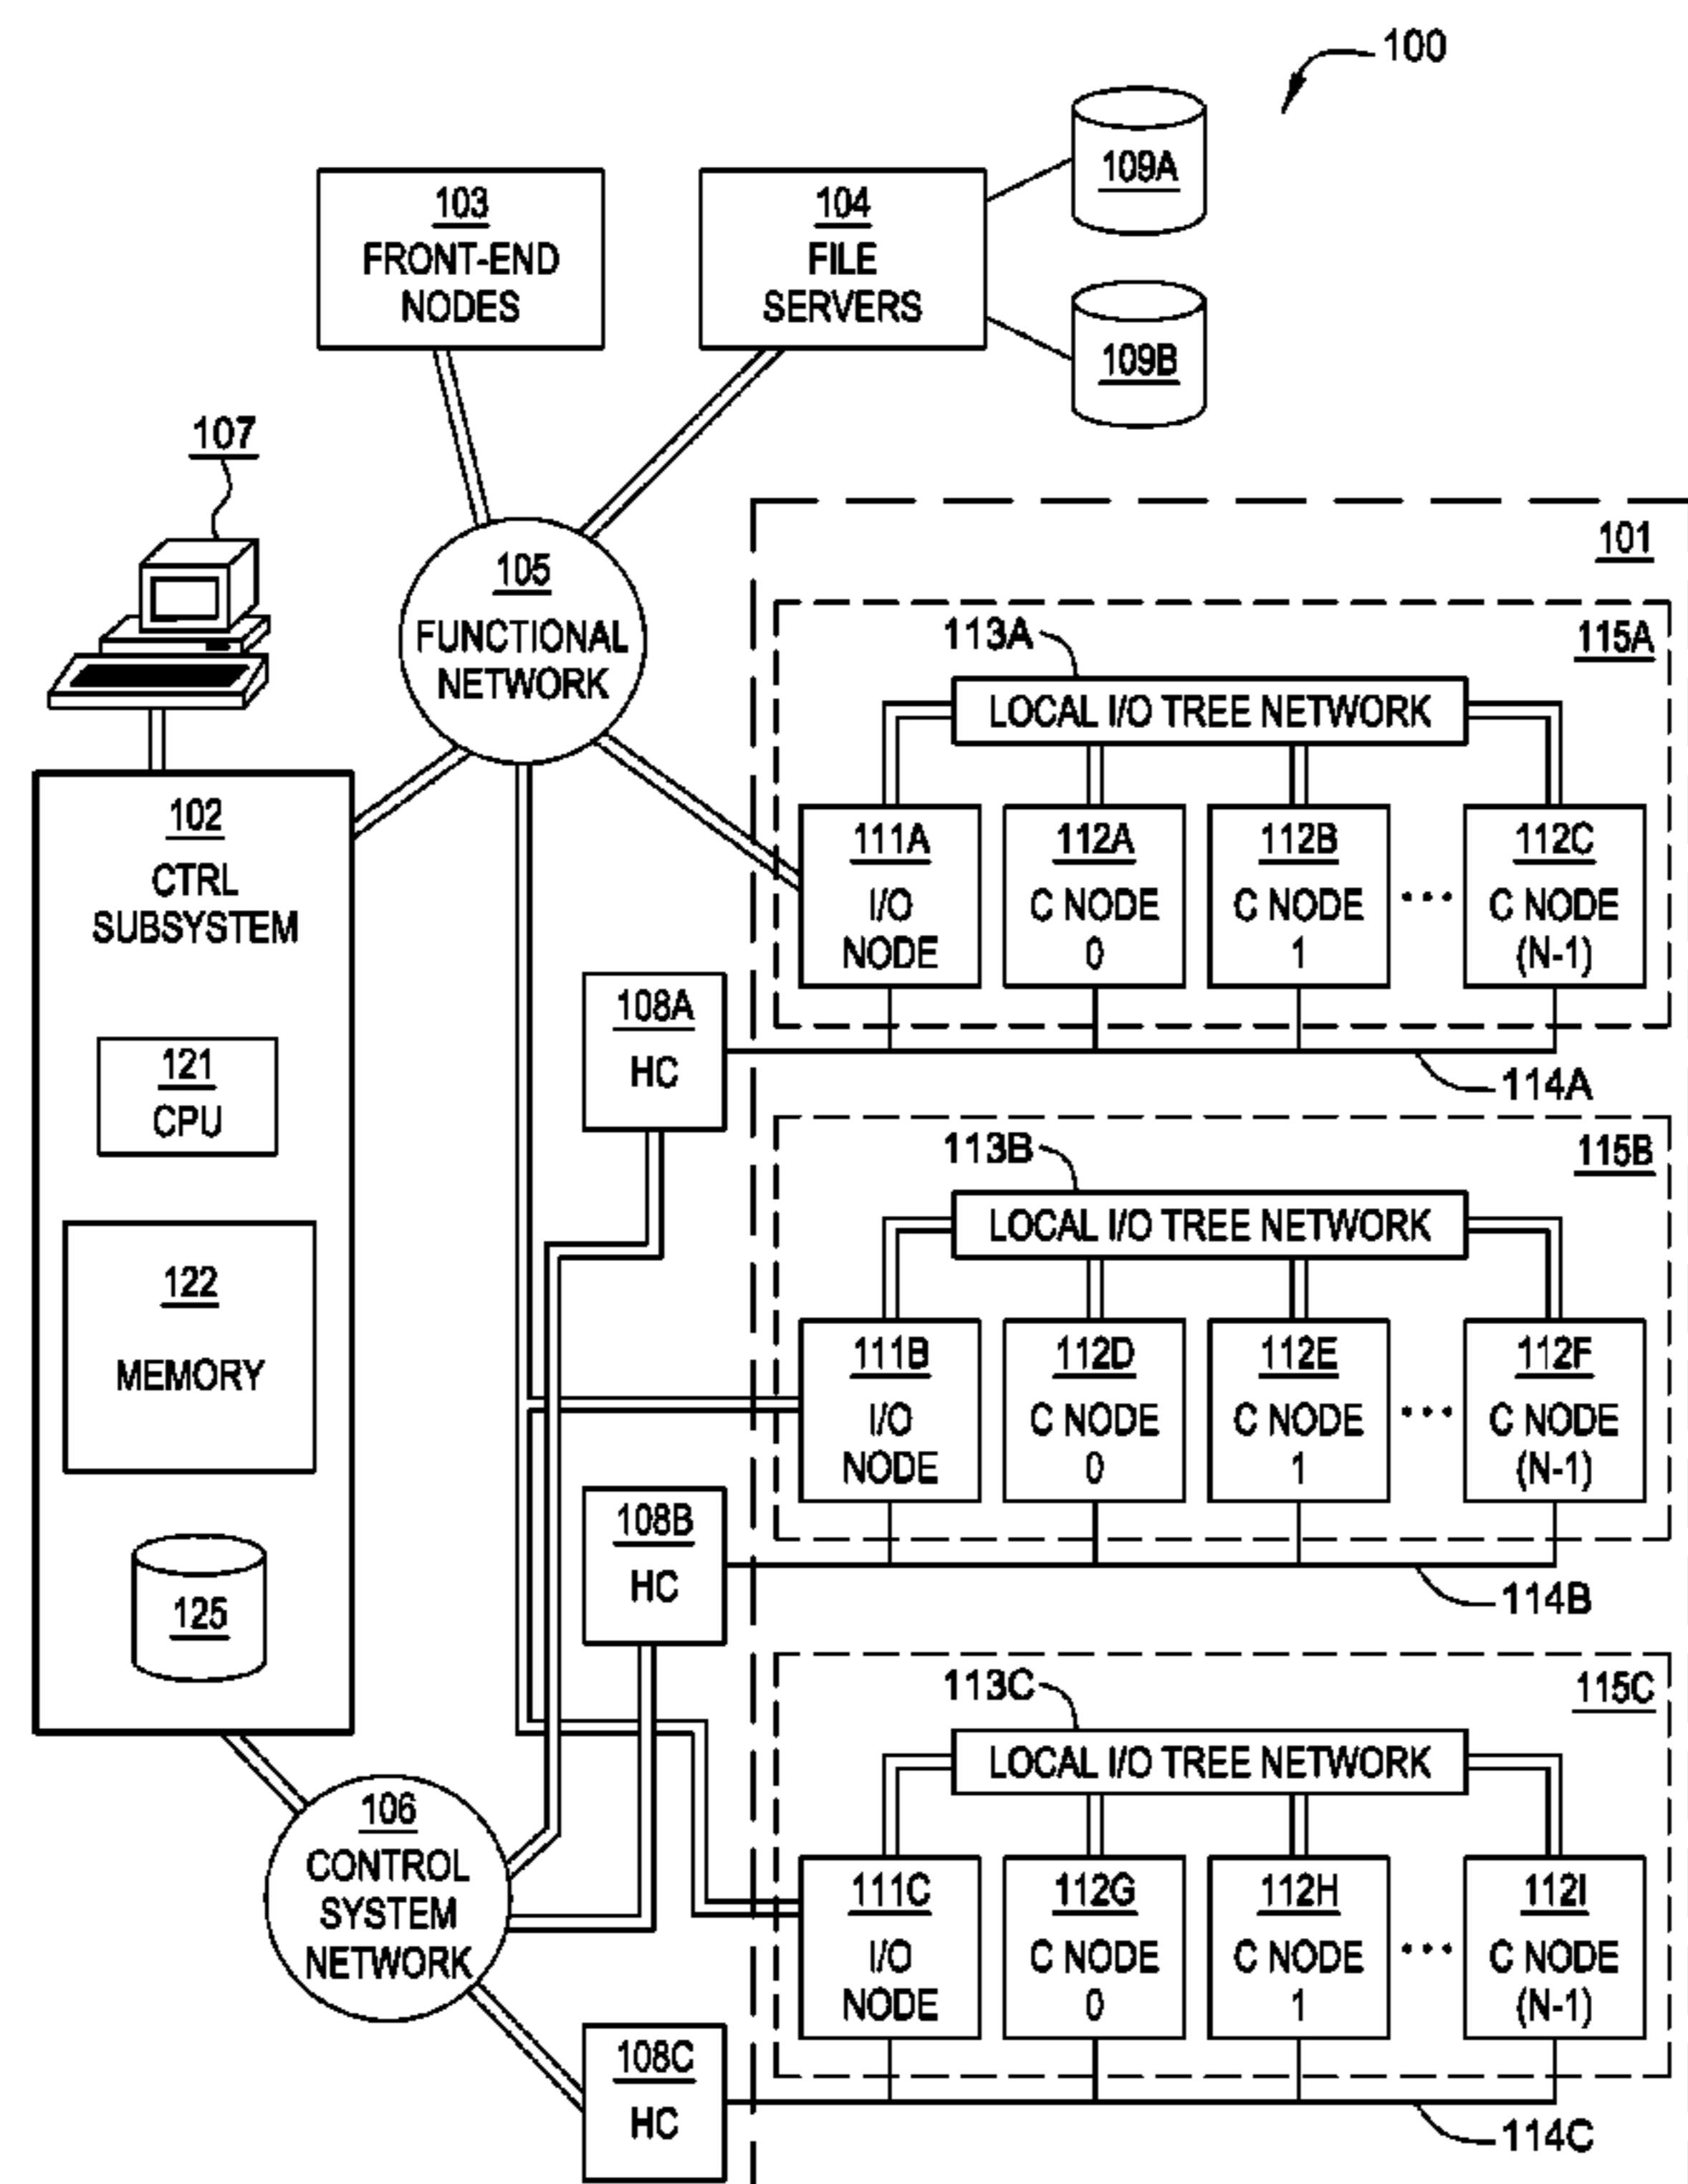 100
109A
103
FRONT-END
NODES
104
FILE
SERVERS
109B
107
101
105
FUNCTIONAL
NETWORK
113A
115A
LOCAL I/O TREE NETWORK
102
CTRL
SUBSYSTEM
111A
I/O
NODE
112A
C NODE
0
112B
C NODE
1
•••
112C
C NODE
(N-1)
108A
HC
114A
121
CPU
113B
115B
LOCAL I/O TREE NETWORK
122
MEMORY
111B
I/O
NODE
112D
C NODE
0
112E
C NODE
1
•••
112F
C NODE
(N-1)
108B
HC
114B
125
113C
115C
LOCAL I/O TREE NETWORK
106
CONTROL
SYSTEM
NETWORK
111C
I/O
NODE
112G
C NODE
0
112H
C NODE
1
•••
112I
C NODE
(N-1)
108C
HC
114C